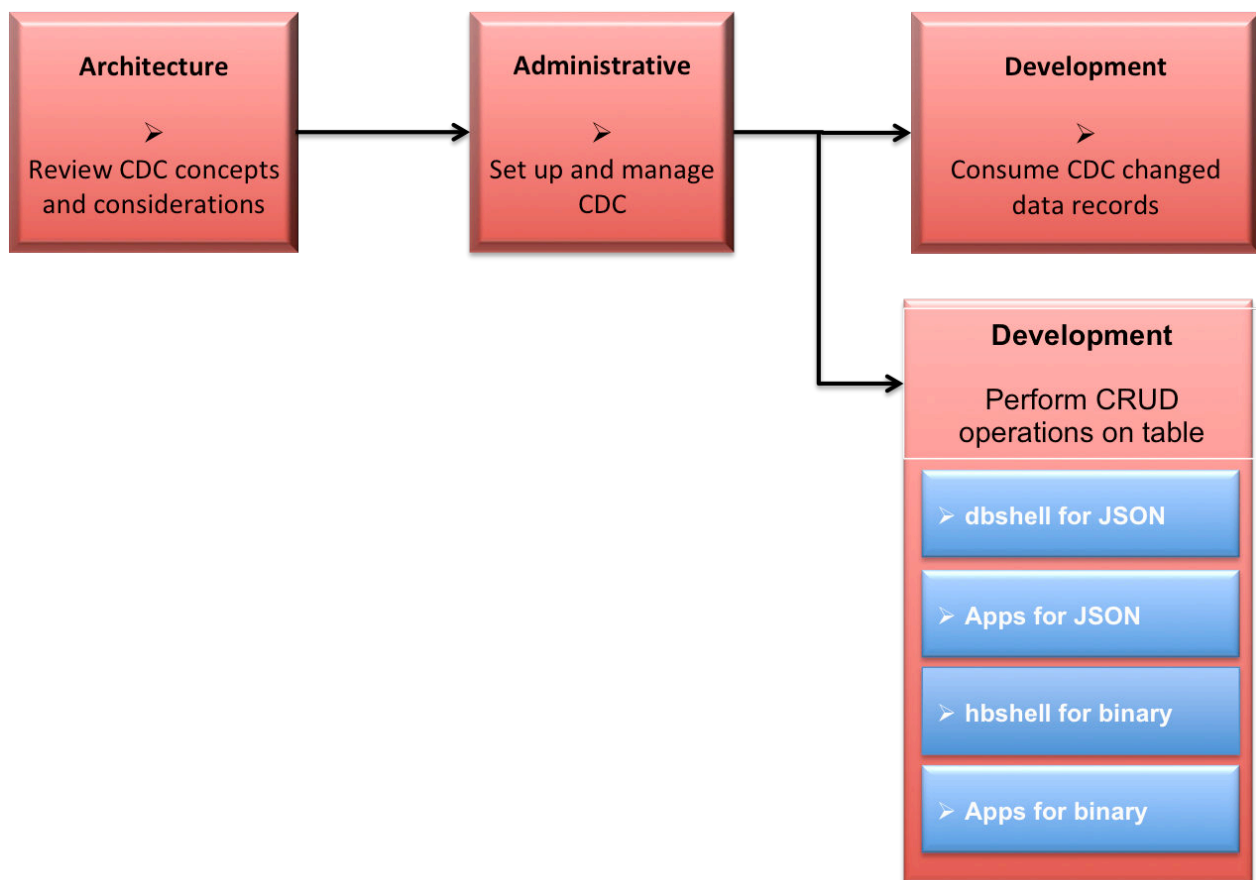 Architecture
➢
Review CDC concepts
and considerations
Administrative
➢
Set up and manage
CDC
Development
➢
Consume CDC changed
data records
Development
Perform CRUD
operations on table
➢ dbshell for JSON
➢ Apps for JSON
➢ hbshell for binary
➢ Apps for binary